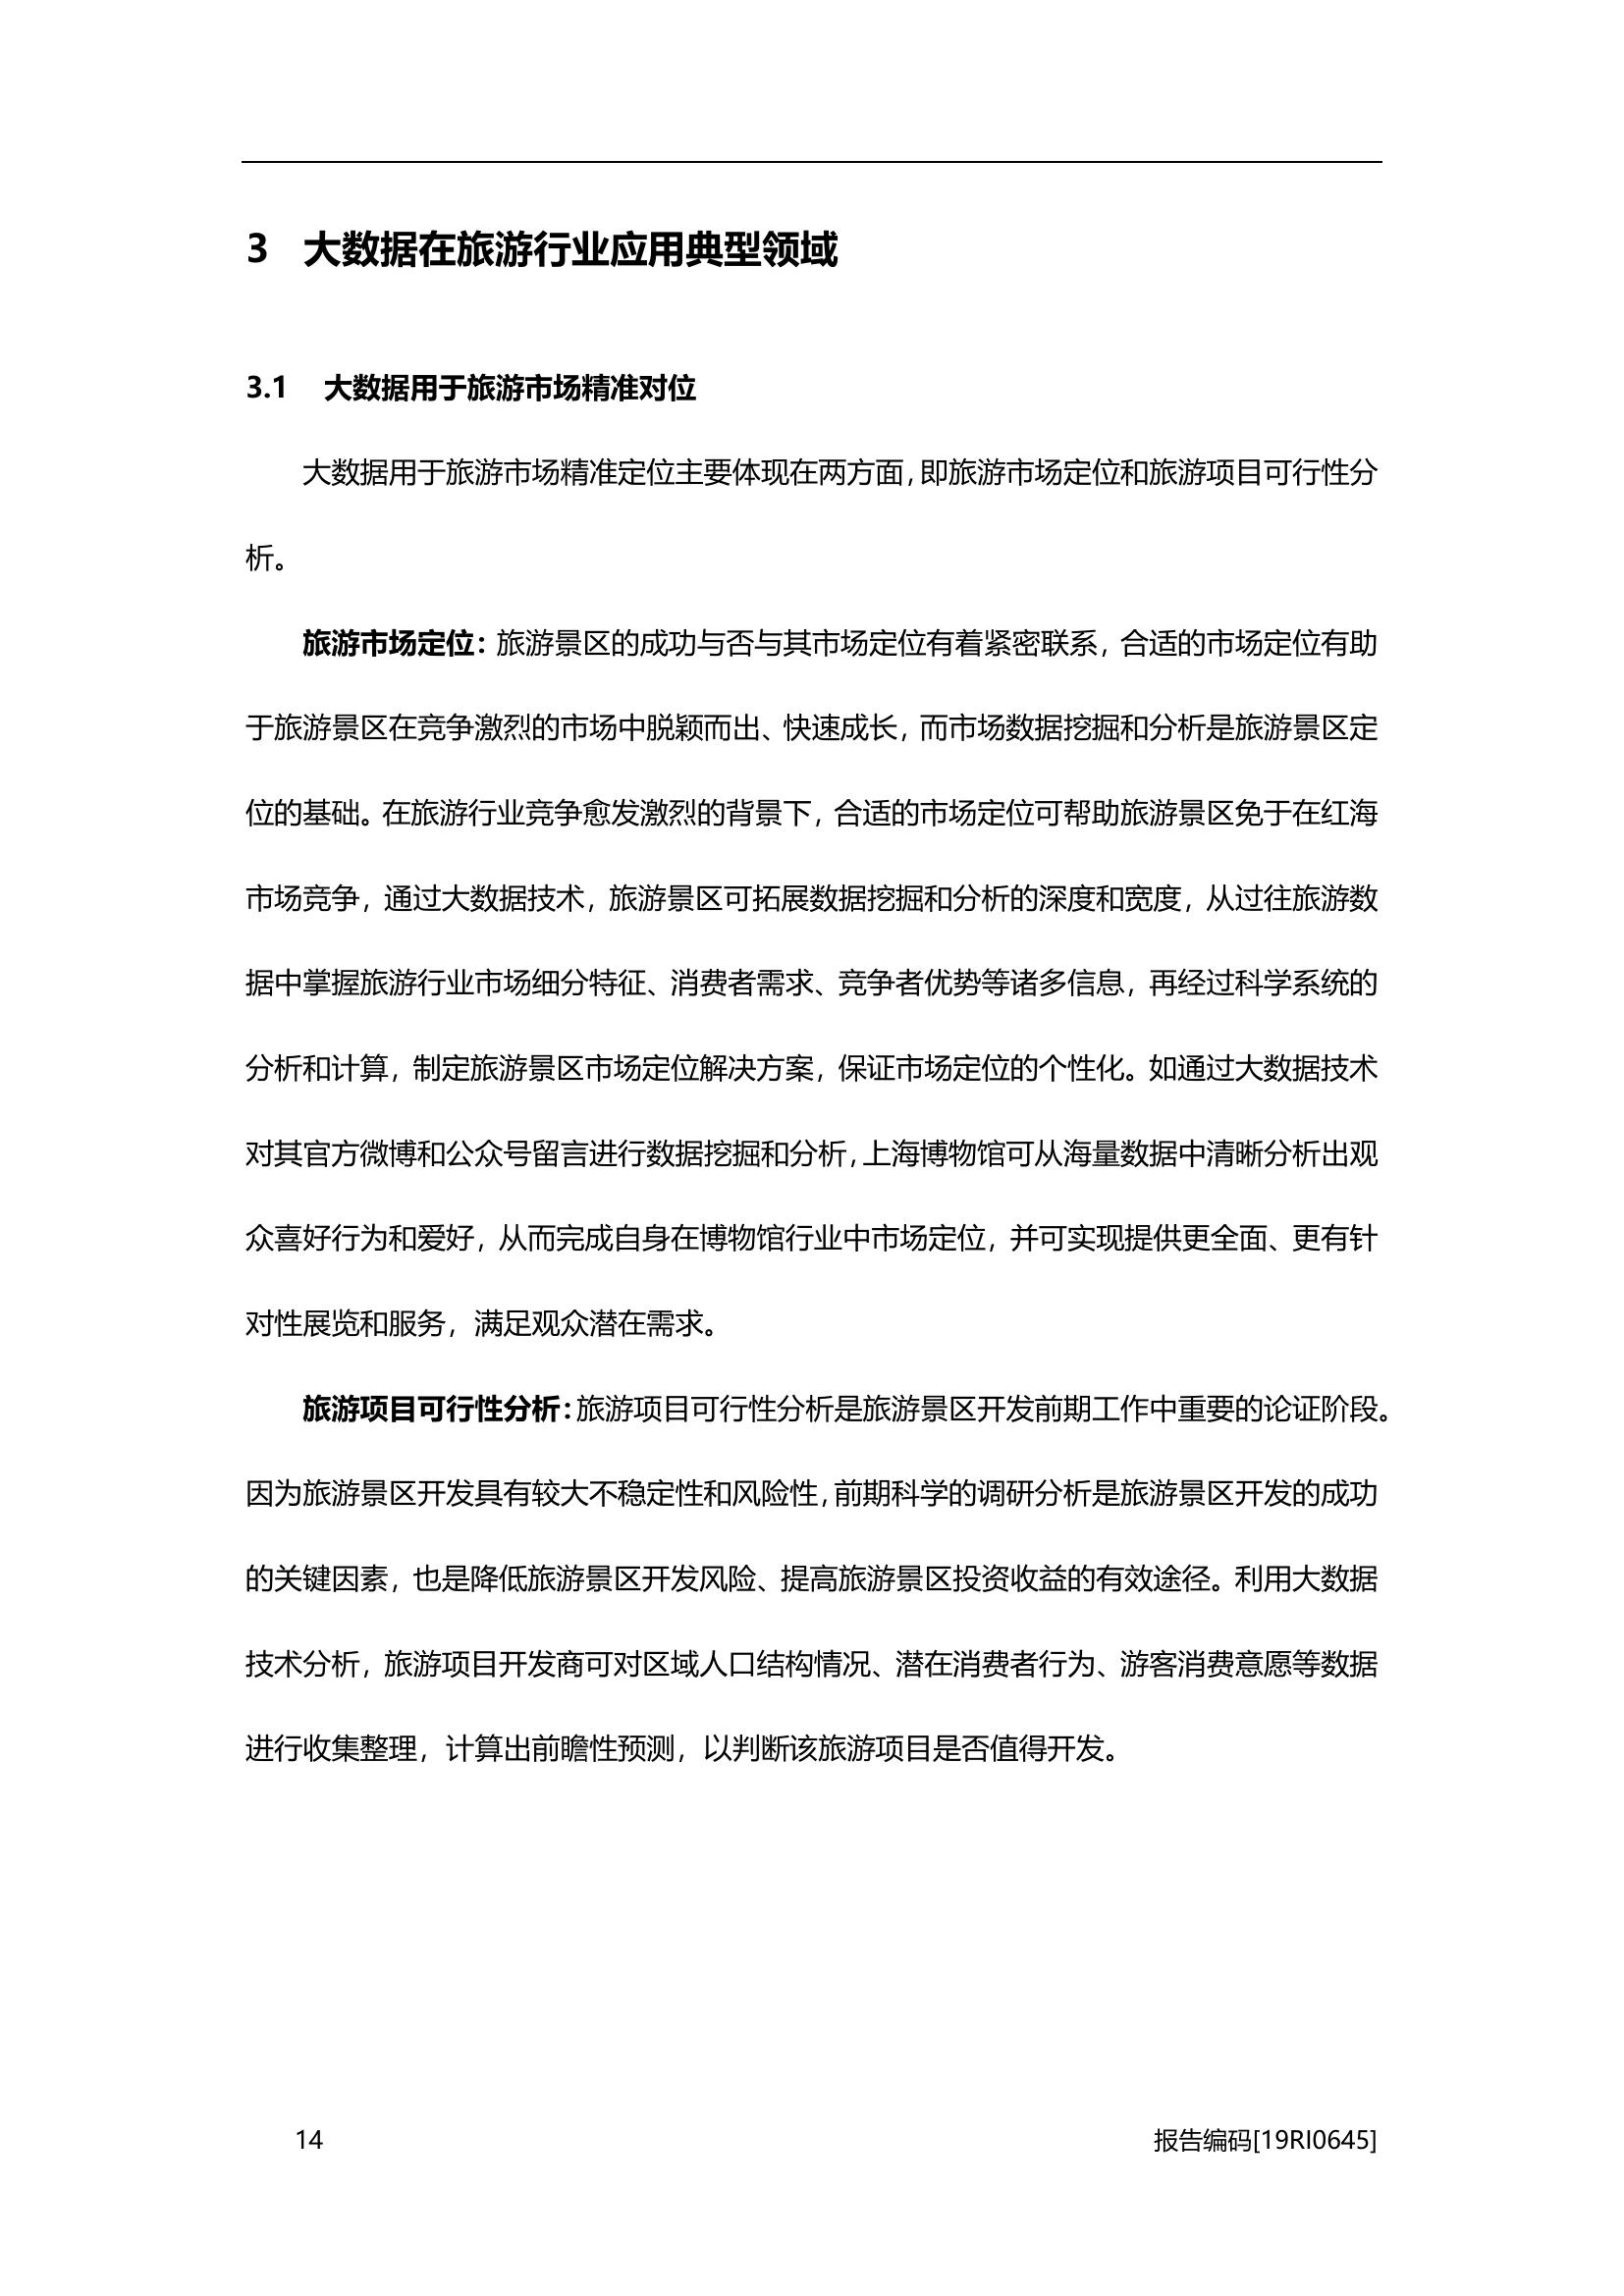 3 大数据在旅游行业应用典型领域
3.1 大数据用于旅游市场精准对位
大数据用于旅游市场精准定位主要体现在两方面，即旅游市场定位和旅游项目可行性分
析。
旅游市场定位：旅游景区的成功与否与其市场定位有着紧密联系，合适的市场定位有助
于旅游景区在竞争激烈的市场中脱颖而出、快速成长，而市场数据挖掘和分析是旅游景区定
位的基础。在旅游行业竞争愈发激烈的背景下，合适的市场定位可帮助旅游景区免于在红海
市场竞争，通过大数据技术，旅游景区可拓展数据挖掘和分析的深度和宽度，从过往旅游数
据中掌握旅游行业市场细分特征、消费者需求、竞争者优势等诸多信息，再经过科学系统的
分析和计算，制定旅游景区市场定位解决方案，保证市场定位的个性化。如通过大数据技术
对其官方微博和公众号留言进行数据挖掘和分析，上海博物馆可从海量数据中清晰分析出观
众喜好行为和爱好，从而完成自身在博物馆行业中市场定位，并可实现提供更全面、更有针
对性展览和服务，满足观众潜在需求。
旅游项目可行性分析：旅游项目可行性分析是旅游景区开发前期工作中重要的论证阶段。
因为旅游景区开发具有较大不稳定性和风险性，前期科学的调研分析是旅游景区开发的成功
的关键因素，也是降低旅游景区开发风险、提高旅游景区投资收益的有效途径。利用大数据
技术分析，旅游项目开发商可对区域人口结构情况、潜在消费者行为、游客消费意愿等数据
进行收集整理，计算出前瞻性预测，以判断该旅游项目是否值得开发。
14 报告编码[19RI0645]